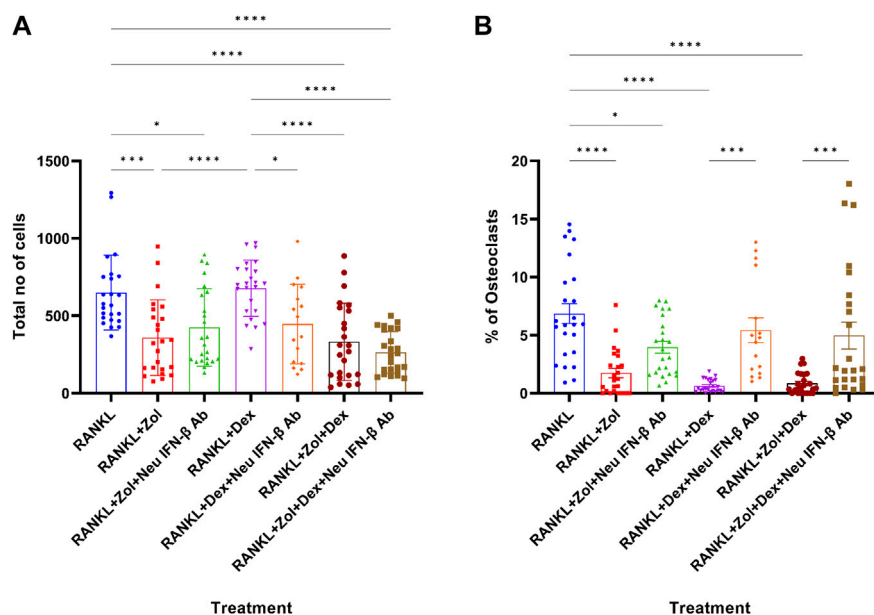 A
****
****
****
* ****
*** **** *
1500
1000
500
0
Total no of cells
RANKL
RANKL+Zol
RANKL+Zol+Neu IFN-β Ab
RANKL+Dex
RANKL+Dex+Neu IFN-β Ab
RANKL+Zol+Dex
RANKL+Zol+Dex+Neu IFN-β Ab
Treatment
B
****
****
*
**** *** ***
20
15
10
5
0
% of Osteoclasts
RANKL
RANKL+Zol
RANKL+Zol+Neu IFN-β Ab
RANKL+Dex
RANKL+Dex+Neu IFN-β Ab
RANKL+Zol+Dex
RANKL+Zol+Dex+Neu IFN-β Ab
Treatment